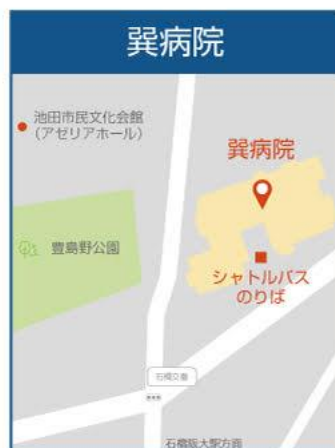 巽病院
池田市民文化会館
(アゼリアホール)
巽病院
豊島野公園
シャトルバス
のりば
石橋交番
石橋阪大駅方面